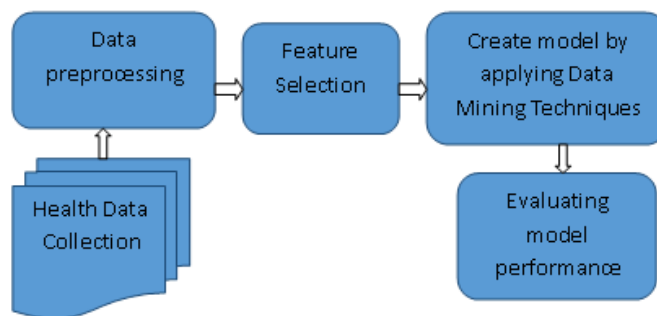 Data
preprocessing
Feature
Selection
Create model by
applying Data
Mining Techniques
Health Data
Collection
Evaluating
model
performance